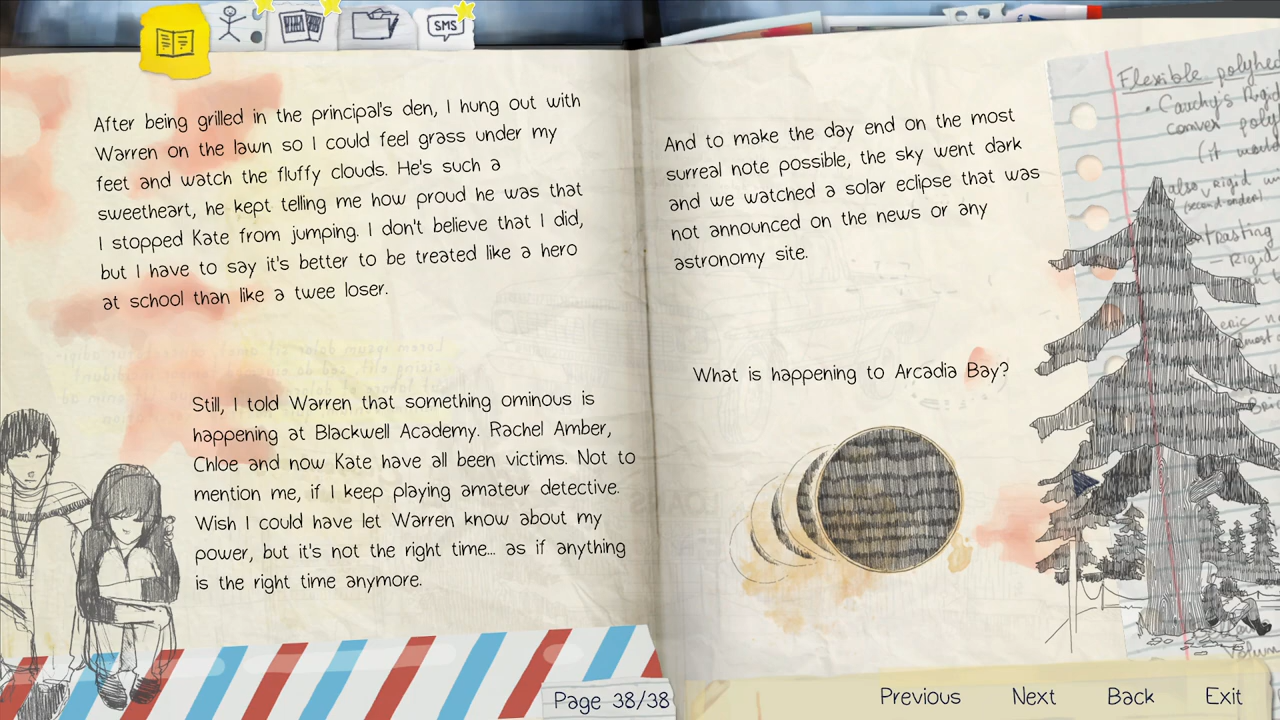 SMS
After being grilled in the principal's den, I hung out with
Warren on the lawn so I could feel grass under my
feet and watch the fluffy clouds. He's such a
sweetheart, he kept telling me how proud he was that
I stopped Kate from jumping. I don't believe that I did,
but I have to say it's better to be treated like a hero
at school than like a twee loser.
Still, I told Warren that something ominous is
happening at Blackwell Academy. Rachel Amber,
Chloe and now Kate have all been victims. Not to
mention me, if I keep playing amateur detective.
Wish I could have let Warren know about my
power, but it's not the right time... as if anything
is the right time anymore.
And to make the day end on the most
surreal note possible, the sky went dark
and we watched a solar eclipse that was
not announced on the news or any
astronomy site.
What is happening to Arcadia Bay?
Flexible polyhed
• Cauchy's Rigid
convex poly
(it would
also, rigid
Page 38/38
Previous Next Back Exit